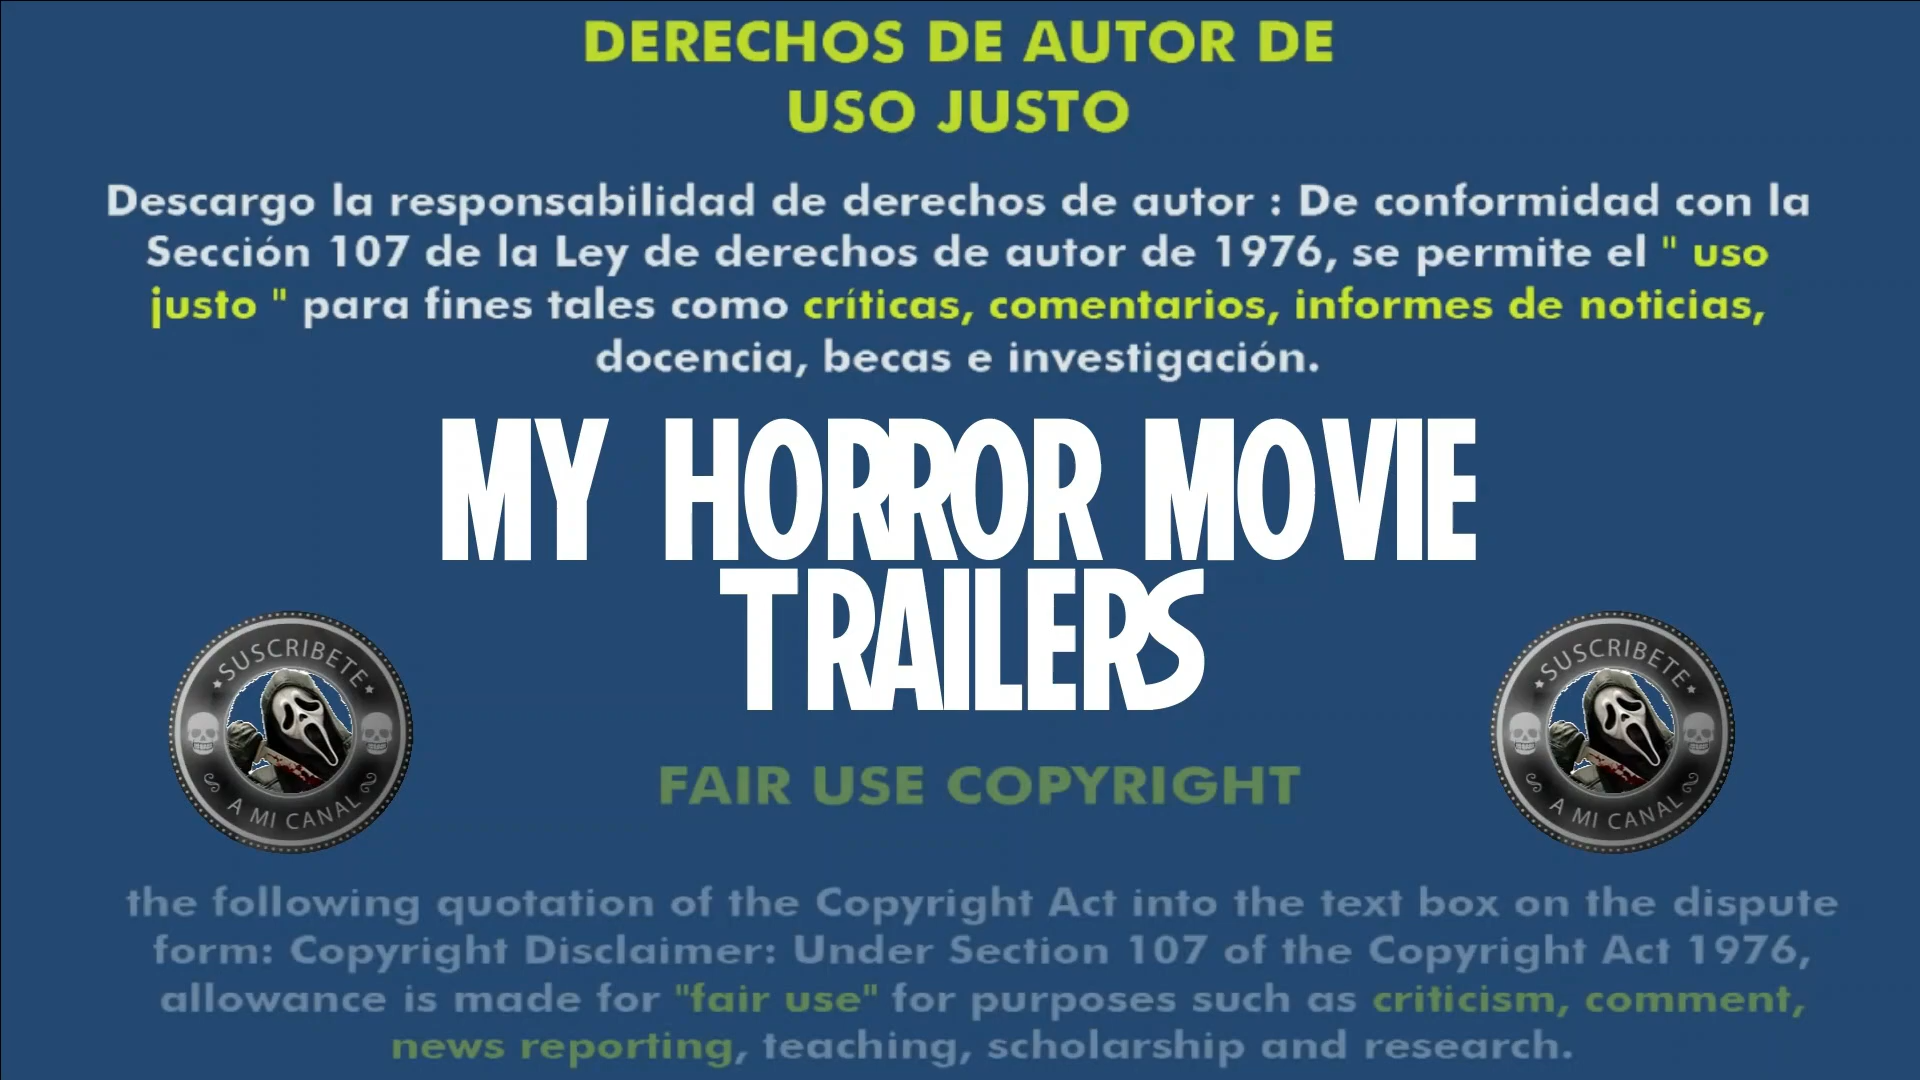 DERECHOS DE AUTOR DE
USO JUSTO
Descargo la responsabilidad de derechos de autor : De conformidad con la
Sección 107 de la Ley de derechos de autor de 1976, se permite el " uso
justo " para fines tales como críticas, comentarios, informes de noticias,
docencia, becas e investigación.
MY HORROR MOVIE
TRAILERS
SUSCRIBETE
A MI CANAL
SUSCRIBETE
A MI CANAL
FAIR USE COPYRIGHT
the following quotation of the Copyright Act into the text box on the dispute
form: Copyright Disclaimer: Under Section 107 of the Copyright Act 1976,
allowance is made for "fair use" for purposes such as criticism, comment,
news reporting, teaching, scholarship and research.